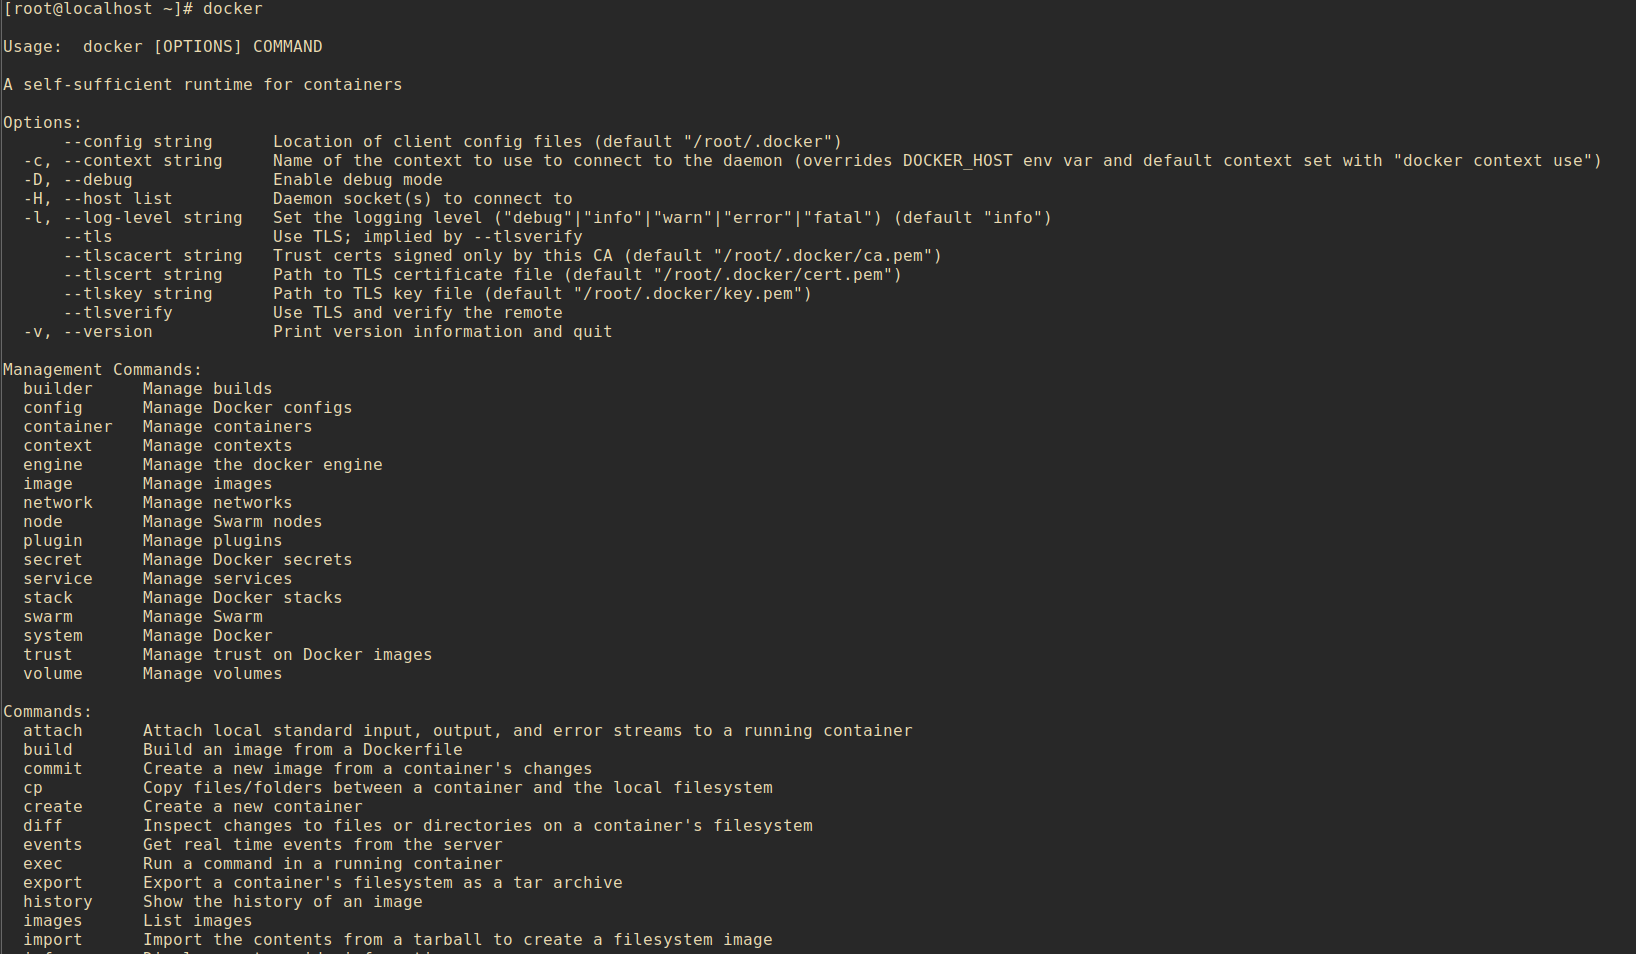 [root@localhost ~]# docker
Usage:  docker [OPTIONS] COMMAND
A self-sufficient runtime for containers
Options:
      --config string      Location of client config files (default "/root/.docker")
  -c, --context string     Name of the context to use to connect to the daemon (overrides DOCKER_HOST env var and default context set with "docker context use")
  -D, --debug              Enable debug mode
  -H, --host list          Daemon socket(s) to connect to
  -l, --log-level string   Set the logging level ("debug"|"info"|"warn"|"error"|"fatal") (default "info")
      --tls                Use TLS; implied by --tlsverify
      --tlscacert string   Trust certs signed only by this CA (default "/root/.docker/ca.pem")
      --tlscert string     Path to TLS certificate file (default "/root/.docker/cert.pem")
      --tlskey string      Path to TLS key file (default "/root/.docker/key.pem")
      --tlsverify          Use TLS and verify the remote
  -v, --version            Print version information and quit
Management Commands:
  builder     Manage builds
  config      Manage Docker configs
  container   Manage containers
  context     Manage contexts
  engine      Manage the docker engine
  image       Manage images
  network     Manage networks
  node        Manage Swarm nodes
  plugin      Manage plugins
  secret      Manage Docker secrets
  service     Manage services
  stack       Manage Docker stacks
  swarm       Manage Swarm
  system      Manage Docker
  trust       Manage trust on Docker images
  volume      Manage volumes
Commands:
  attach      Attach local standard input, output, and error streams to a running container
  build       Build an image from a Dockerfile
  commit      Create a new image from a container's changes
  cp          Copy files/folders between a container and the local filesystem
  create      Create a new container
  diff        Inspect changes to files or directories on a container's filesystem
  events      Get real time events from the server
  exec        Run a command in a running container
  export      Export a container's filesystem as a tar archive
  history     Show the history of an image
  images      List images
  import      Import the contents from a tarball to create a filesystem image